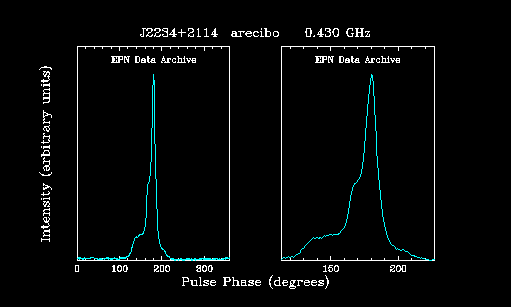 J2234+2114 arecibo 0.430 GHz
EPN Data Archive EPN Data Archive
Intensity (arbitrary units)
0 100 200 300 160 200
Pulse Phase (degrees)